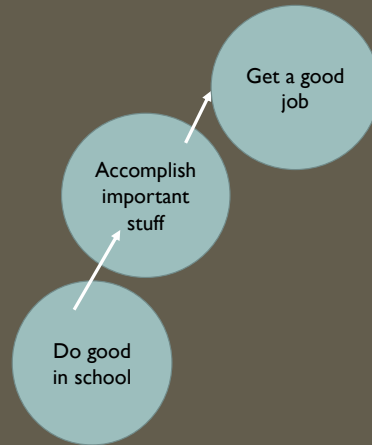 Get a good
job
Accomplish
important
stuff
Do good
in school